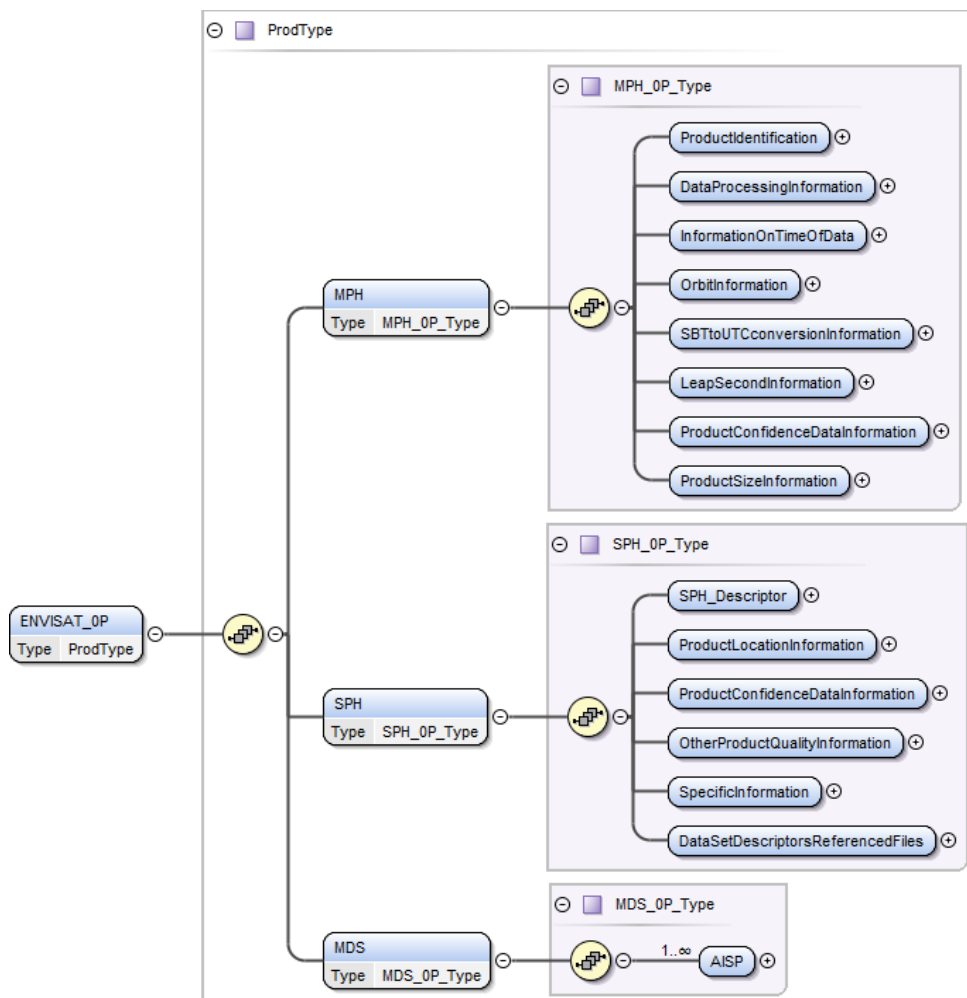 ProdType
MPH_0P_Type
ProductIdentification
DataProcessingInformation
InformationOnTimeOfData
OrbitInformation
SBTtoUTCconversionInformation
LeapSecondInformation
ProductConfidenceDataInformation
ProductSizeInformation
MPH
Type MPH_0P_Type
SPH_0P_Type
SPH_Descriptor
ProductLocationInformation
ProductConfidenceDataInformation
OtherProductQualityInformation
SpecificInformation
DataSetDescriptorsReferencedFiles
ENVISAT_0P
Type ProdType
SPH
Type SPH_0P_Type
MDS_0P_Type
1..∞
AISP
MDS
Type MDS_0P_Type